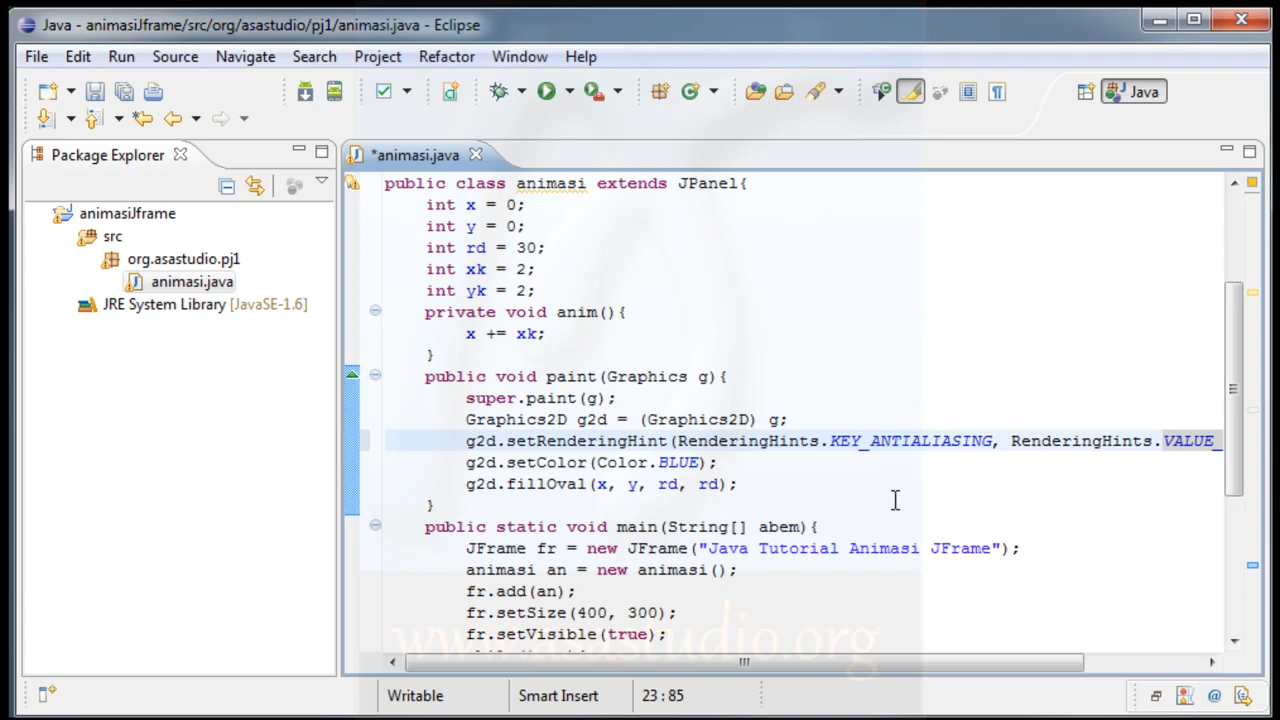 Java - animasiJframe/src/org/asastudio/pj1/animasi.java - Eclipse
File Edit Run Source Navigate Search Project Refactor Window Help
Java
Package Explorer
*animasi.java
animasiJframe
src
org.asastudio.pj1
animasi.java
JRE System Library [JavaSE-1.6]
public class animasi extends JPanel{
int x = 0;
int y = 0;
int rd = 30;
int xk = 2;
int yk = 2;
private void anim(){
x += xk;
}
public void paint(Graphics g){
super.paint(g);
Graphics2D g2d = (Graphics2D) g;
g2d.setRenderingHint(RenderingHints.KEY_ANTIALIASING, RenderingHints.VALUE_
g2d.setColor(Color.BLUE);
g2d.fillOval(x, y, rd, rd);
}
public static void main(String[] abem){
JFrame fr = new JFrame("Java Tutorial Animasi JFrame");
animasi an = new animasi();
fr.add(an);
fr.setSize(400, 300);
fr.setVisible(true);
www.asastudio.org
Writable Smart Insert 23 : 85